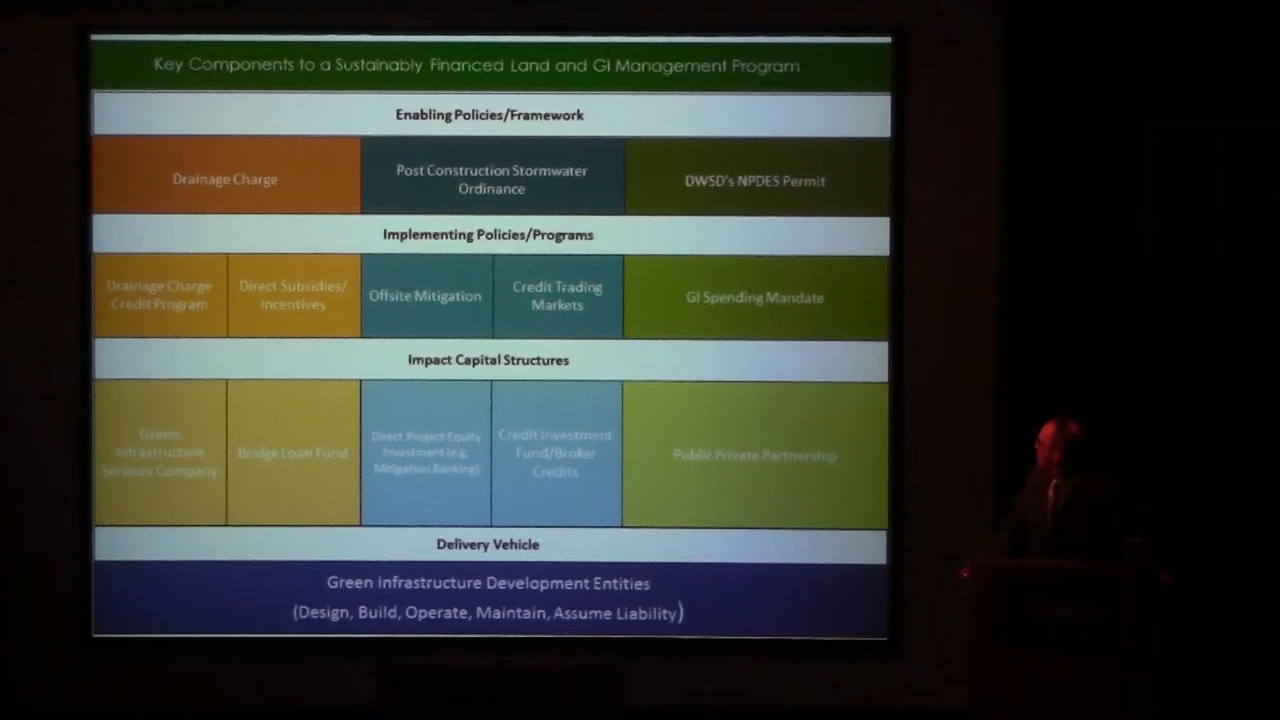 Key Components to a Sustainably Financed Land and GI Management Program
Enabling Policies/Framework
Drainage Charge
Post Construction Stormwater
Ordinance
DWSD's NPDES Permit
Implementing Policies/Programs
Drainage Charge
Credit Program
Direct Subsidies/
Incentives
Offsite Mitigation
Credit Trading
Markets
GI Spending Mandate
Impact Capital Structures
Green
Infrastructure
Services Company
Bridge Loan Fund
Direct Project Equity
Investment (e.g.
Mitigation Banking)
Credit Investment
Fund/Broker
Credits
Public Private Partnership
Delivery Vehicle
Green Infrastructure Development Entities
(Design, Build, Operate, Maintain, Assume Liability)